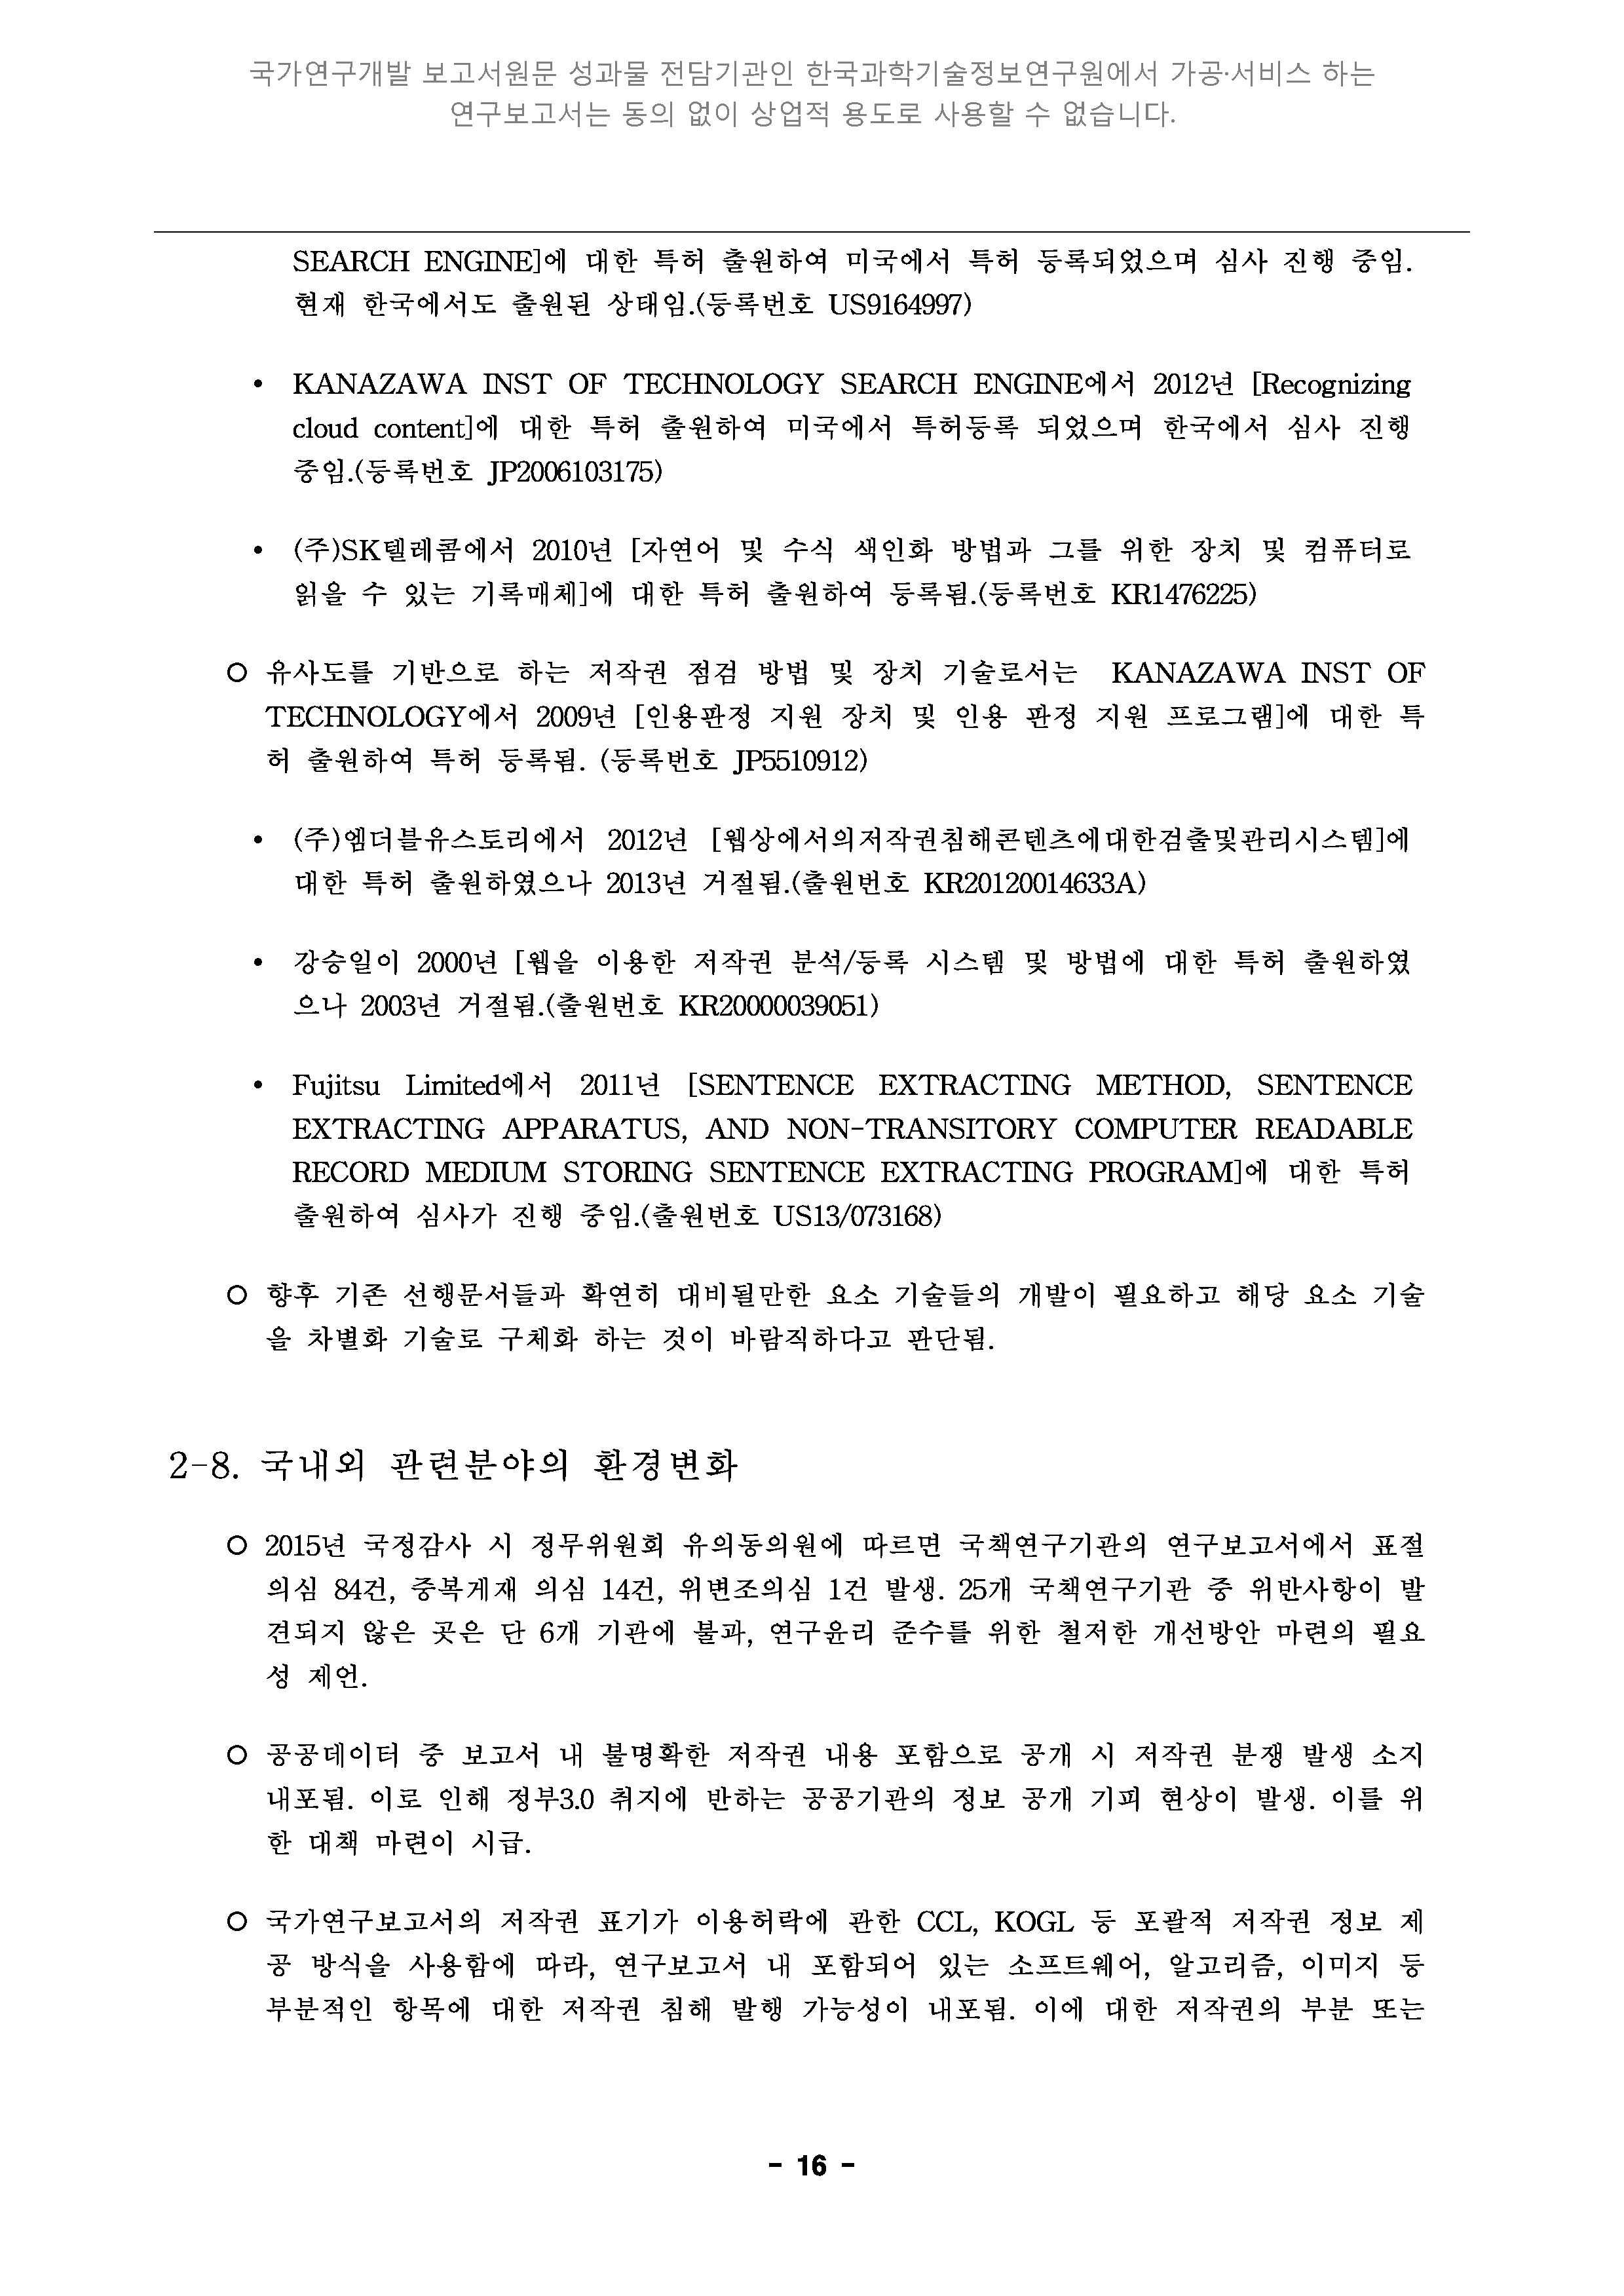 국가연구개발 보고서원문 성과물 전담기관인 한국과학기술정보연구원에서 가공·서비스 하는
연구보고서는 동의 없이 상업적 용도로 사용할 수 없습니다.
SEARCH ENGINE]에 대한 특허 출원하여 미국에서 특허 등록되었으며 심사 진행 중임.
현재 한국에서도 출원된 상태임.(등록번호 US9164997)
• KANAZAWA INST OF TECHNOLOGY SEARCH ENGINE에서 2012년 [Recognizing
cloud content]에 대한 특허 출원하여 미국에서 특허등록 되었으며 한국에서 심사 진행
중임.(등록번호 JP2006103175)
• (주)SK텔레콤에서 2010년 [자연어 및 수식 색인화 방법과 그를 위한 장치 및 컴퓨터로
읽을 수 있는 기록매체]에 대한 특허 출원하여 등록됨.(등록번호 KR1476225)
○ 유사도를 기반으로 하는 저작권 점검 방법 및 장치 기술로서는 KANAZAWA INST OF
TECHNOLOGY에서 2009년 [인용판정 지원 장치 및 인용 판정 지원 프로그램]에 대한 특
허 출원하여 특허 등록됨. (등록번호 JP5510912)
• (주)엠더블유스토리에서 2012년 [웹상에서의저작권침해콘텐츠에대한검출및관리시스템]에
대한 특허 출원하였으나 2013년 거절됨.(출원번호 KR20120014633A)
• 강승일이 2000년 [웹을 이용한 저작권 분석/등록 시스템 및 방법에 대한 특허 출원하였
으나 2003년 거절됨.(출원번호 KR20000039051)
• Fujitsu Limited에서 2011년 [SENTENCE EXTRACTING METHOD, SENTENCE
EXTRACTING APPARATUS, AND NON-TRANSITORY COMPUTER READABLE
RECORD MEDIUM STORING SENTENCE EXTRACTING PROGRAM]에 대한 특허
출원하여 심사가 진행 중임.(출원번호 US13/073168)
○ 향후 기존 선행문서들과 확연히 대비될만한 요소 기술들의 개발이 필요하고 해당 요소 기술
을 차별화 기술로 구체화 하는 것이 바람직하다고 판단됨.
2-8. 국내외 관련분야의 환경변화
○ 2015년 국정감사 시 정무위원회 유의동의원에 따르면 국책연구기관의 연구보고서에서 표절
의심 84건, 중복게재 의심 14건, 위변조의심 1건 발생. 25개 국책연구기관 중 위반사항이 발
견되지 않은 곳은 단 6개 기관에 불과, 연구윤리 준수를 위한 철저한 개선방안 마련의 필요
성 제언.
○ 공공데이터 중 보고서 내 불명확한 저작권 내용 포함으로 공개 시 저작권 분쟁 발생 소지
내포됨. 이로 인해 정부3.0 취지에 반하는 공공기관의 정보 공개 기피 현상이 발생. 이를 위
한 대책 마련이 시급.
○ 국가연구보고서의 저작권 표기가 이용허락에 관한 CCL, KOGL 등 포괄적 저작권 정보 제
공 방식을 사용함에 따라, 연구보고서 내 포함되어 있는 소프트웨어, 알고리즘, 이미지 등
부분적인 항목에 대한 저작권 침해 발행 가능성이 내포됨. 이에 대한 저작권의 부분 또는
- 16 -